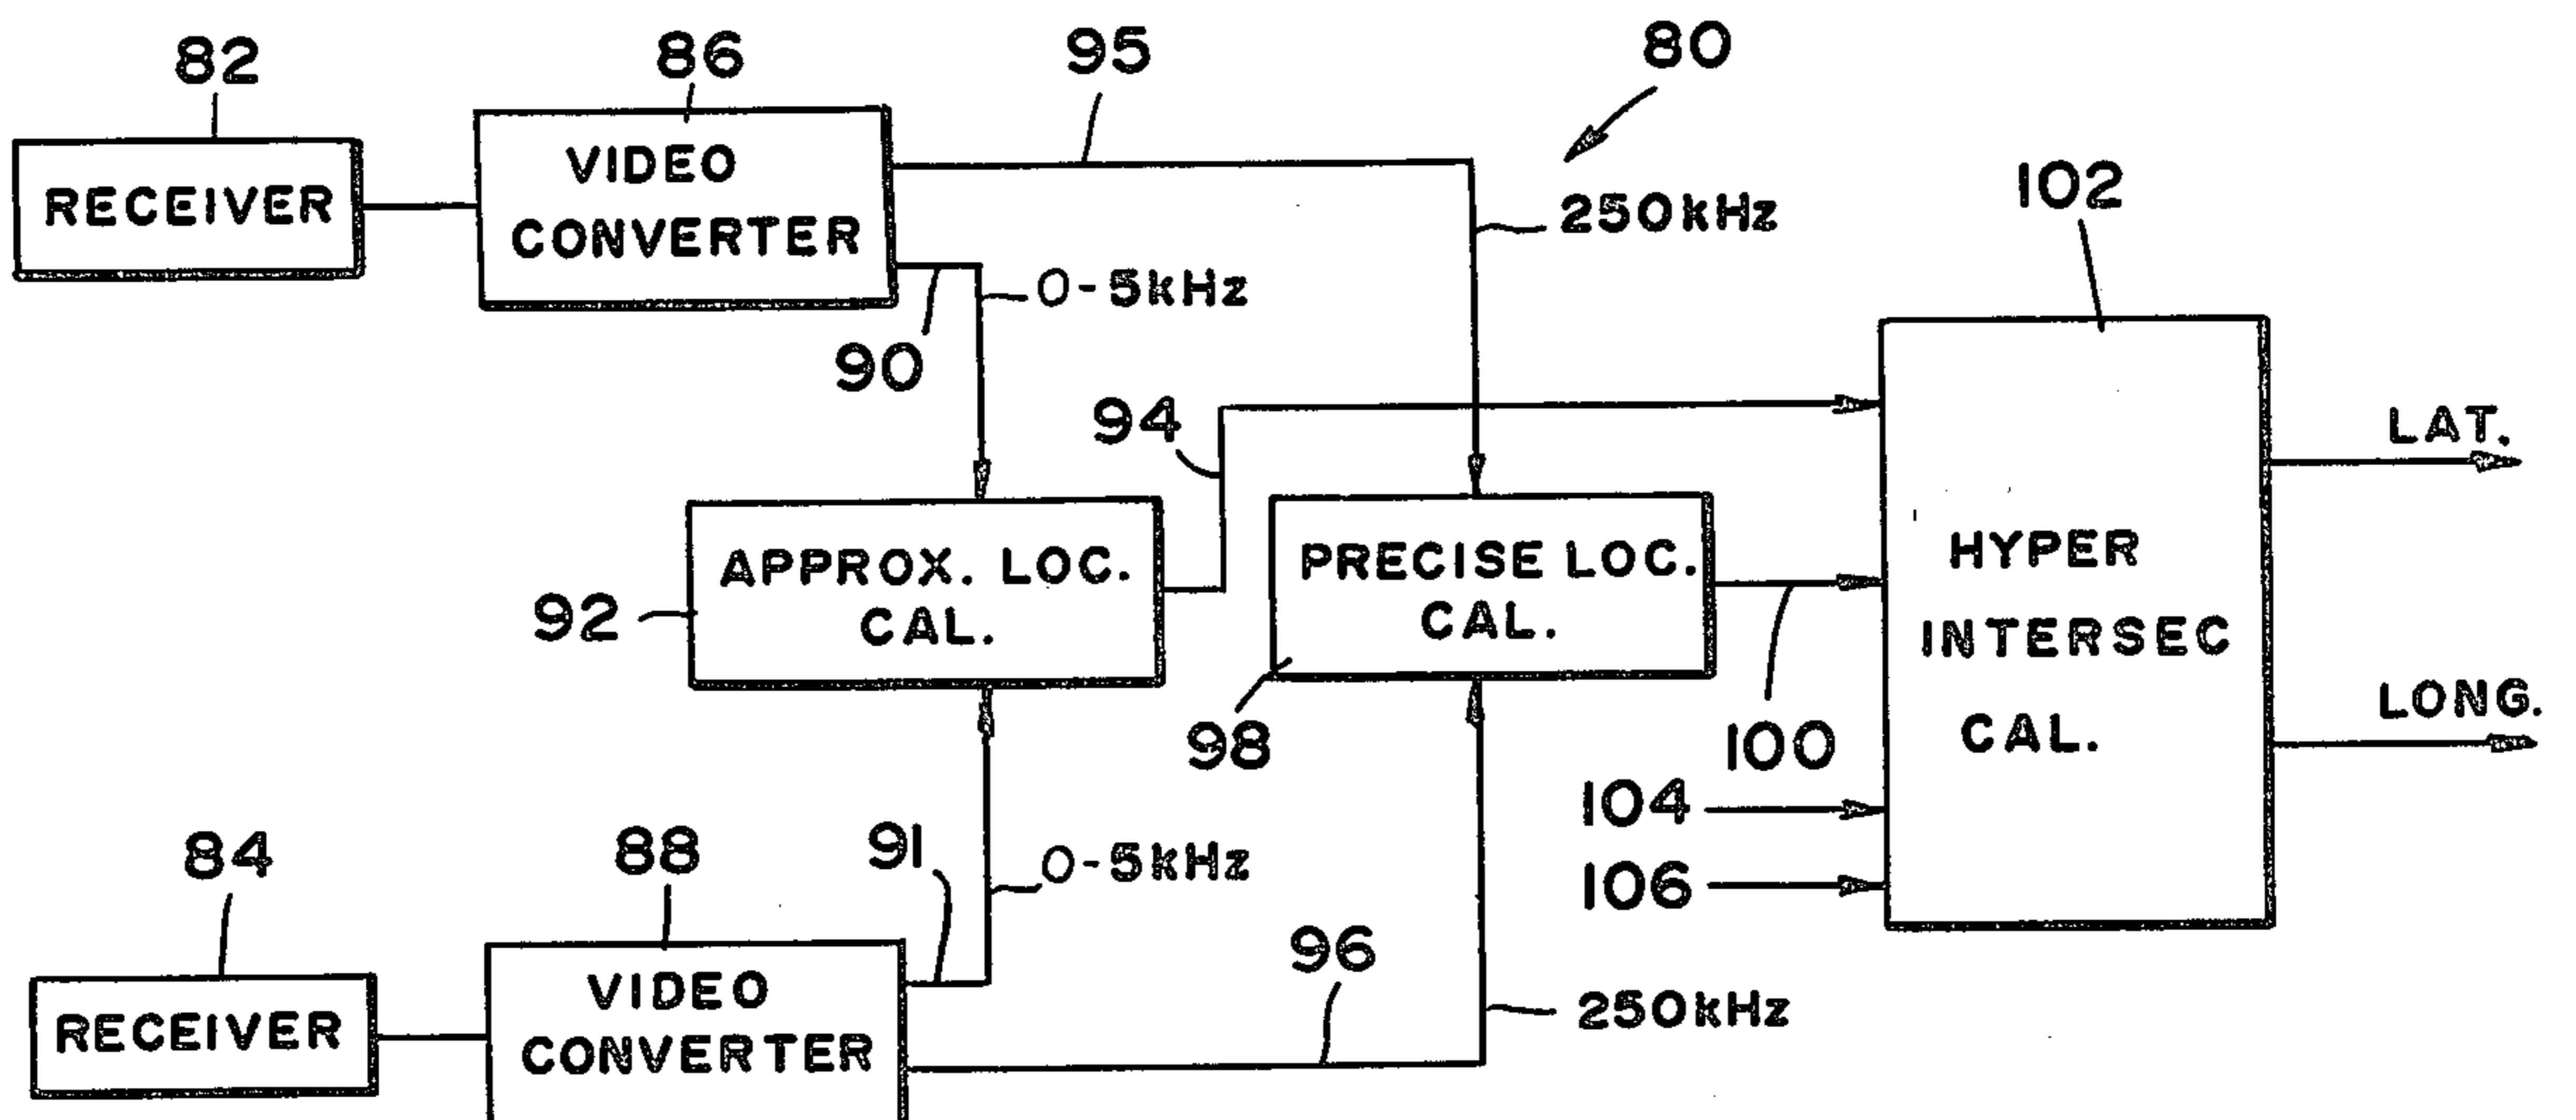 82
86
95
80
RECEIVER
VIDEO
CONVERTER
250kHz
102
0-5kHz
90
94
LAT.
APPROX. LOC.
CAL.
92
PRECISE LOC.
CAL.
98
100
HYPER
INTERSEC
CAL.
LONG.
104
106
84
88
91
0-5kHz
96
250kHz
RECEIVER
VIDEO
CONVERTER